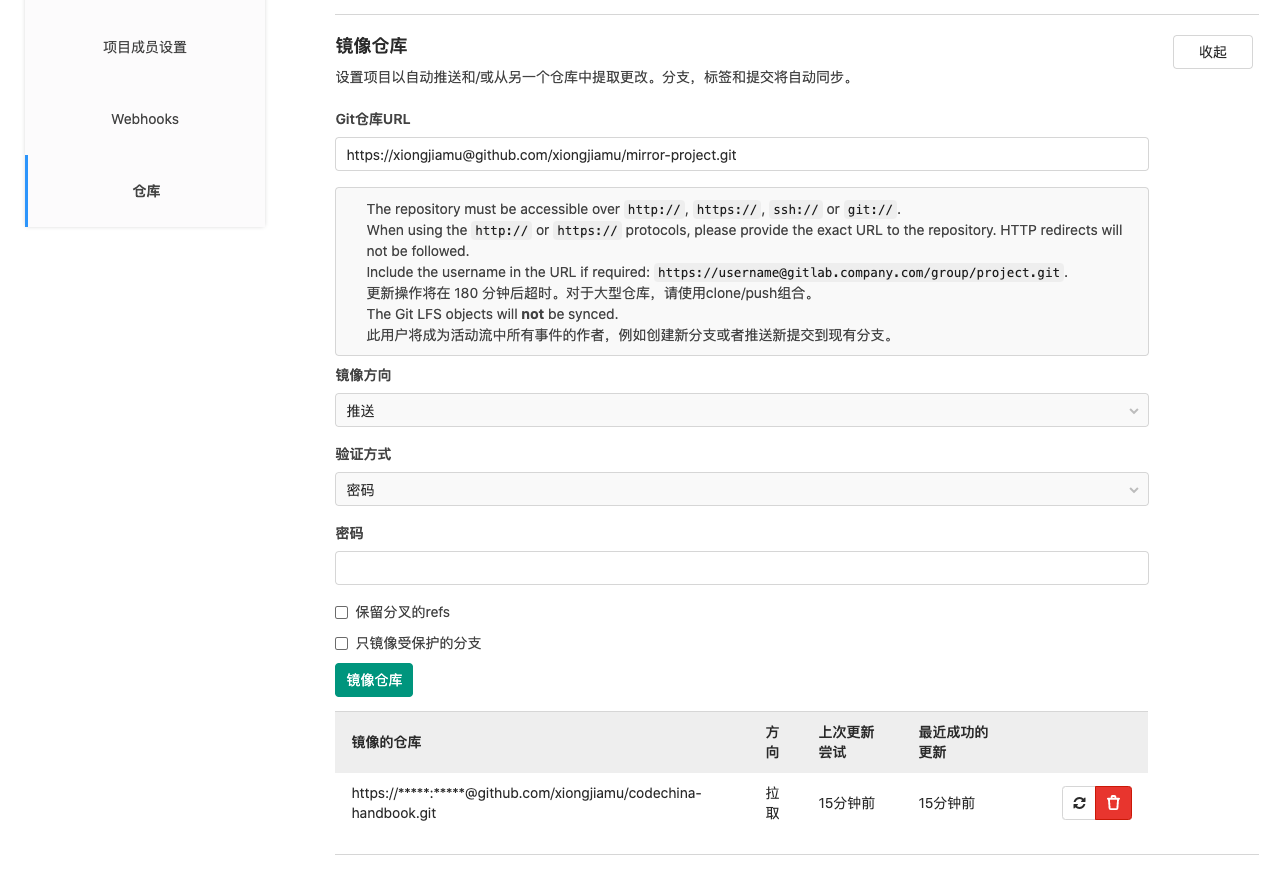 项目成员设置
Webhooks
仓库
镜像仓库
收起
设置项目以自动推送和/或从另一个仓库中提取更改。分支，标签和提交将自动同步。
Git仓库URL
https://xiongjiamu@github.com/xiongjiamu/mirror-project.git
The repository must be accessible over http://, https://, ssh:// or git://.
When using the http:// or https:// protocols, please provide the exact URL to the repository. HTTP redirects will
not be followed.
Include the username in the URL if required: https://username@gitlab.company.com/group/project.git.
更新操作将在 180 分钟后超时。对于大型仓库，请使用clone/push组合。
The Git LFS objects will not be synced.
此用户将成为活动流中所有事件的作者，例如创建新分支或者推送新提交到现有分支。
镜像方向
推送
验证方式
密码
密码
保留分叉的refs
只镜像受保护的分支
镜像仓库
镜像的仓库
方
向
上次更新
尝试
最近成功的
更新
https://*****:*****@github.com/xiongjiamu/codechina-
handbook.git
拉
取
15分钟前
15分钟前